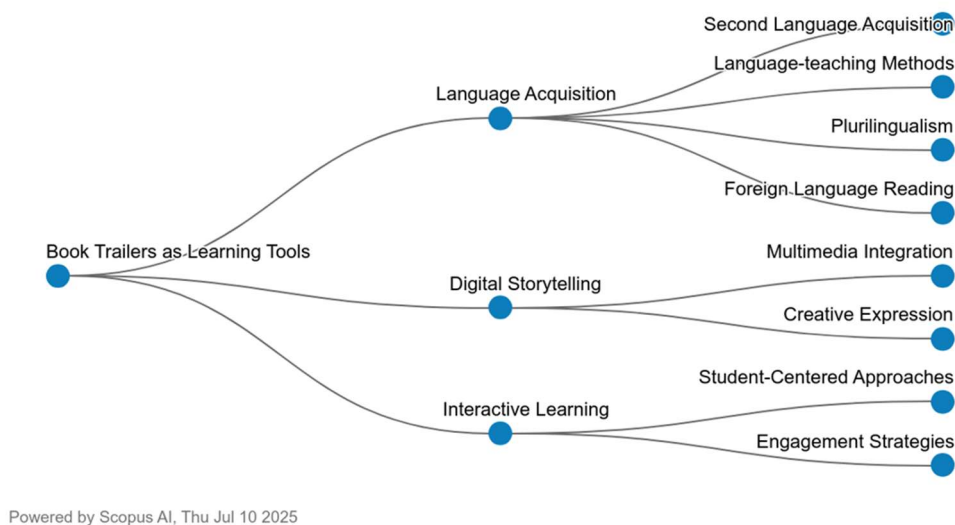 Second Language Acquisition
Language-teaching Methods
Language Acquisition
Plurilingualism
Foreign Language Reading
Book Trailers as Learning Tools
Multimedia Integration
Digital Storytelling
Creative Expression
Student-Centered Approaches
Interactive Learning
Engagement Strategies
Powered by Scopus AI, Thu Jul 10 2025